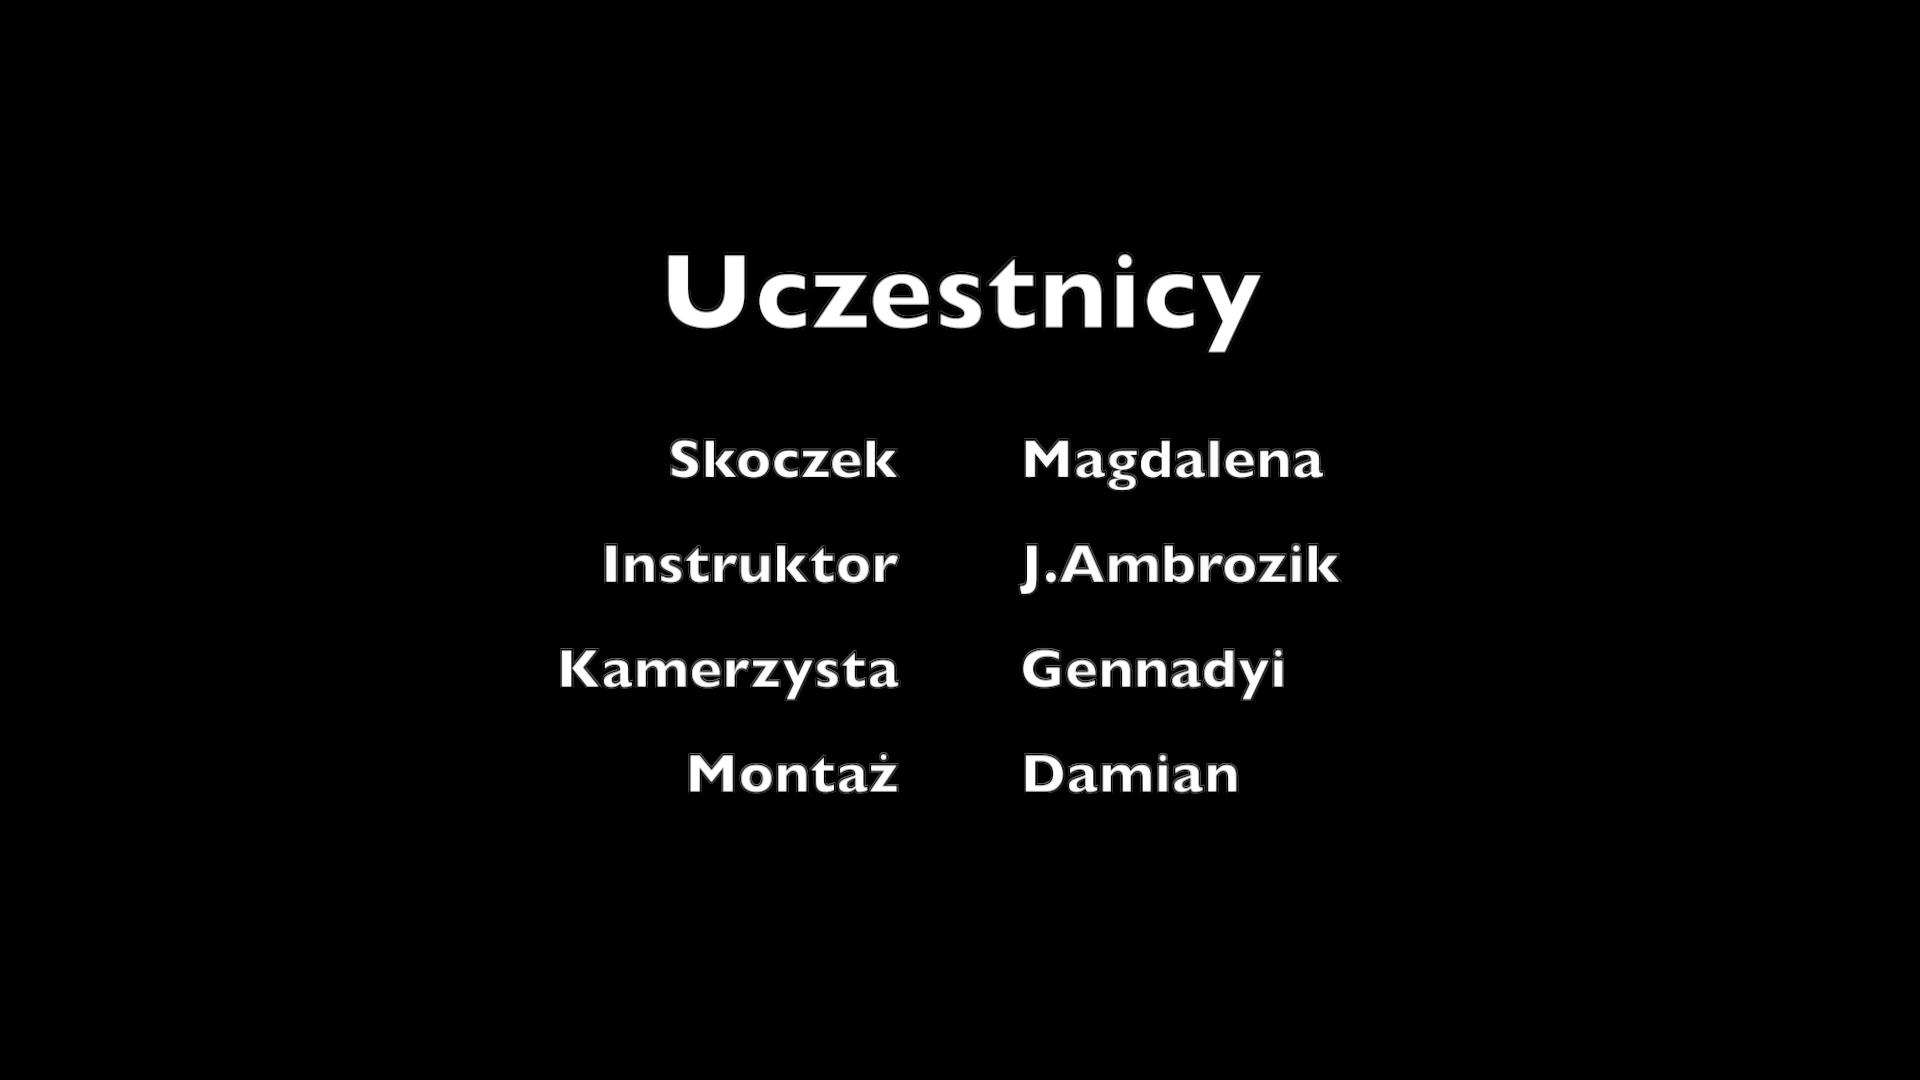 Uczestnicy
Skoczek Magdalena
Instruktor J.Ambrozik
Kamerzysta Gennadyi
Montaż Damian